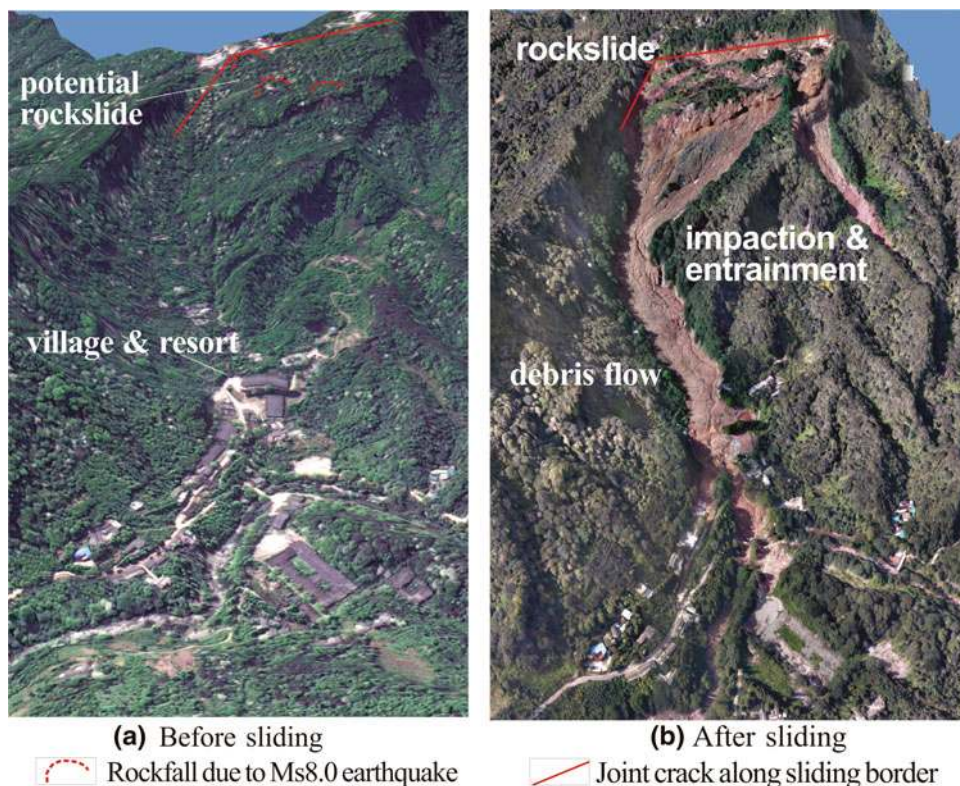 potential
rockslide
village & resort
rockslide
impaction &
entrainment
debris flow
(a) Before sliding
(b) After sliding
Rockfall due to Ms8.0 earthquake
Joint crack along sliding border